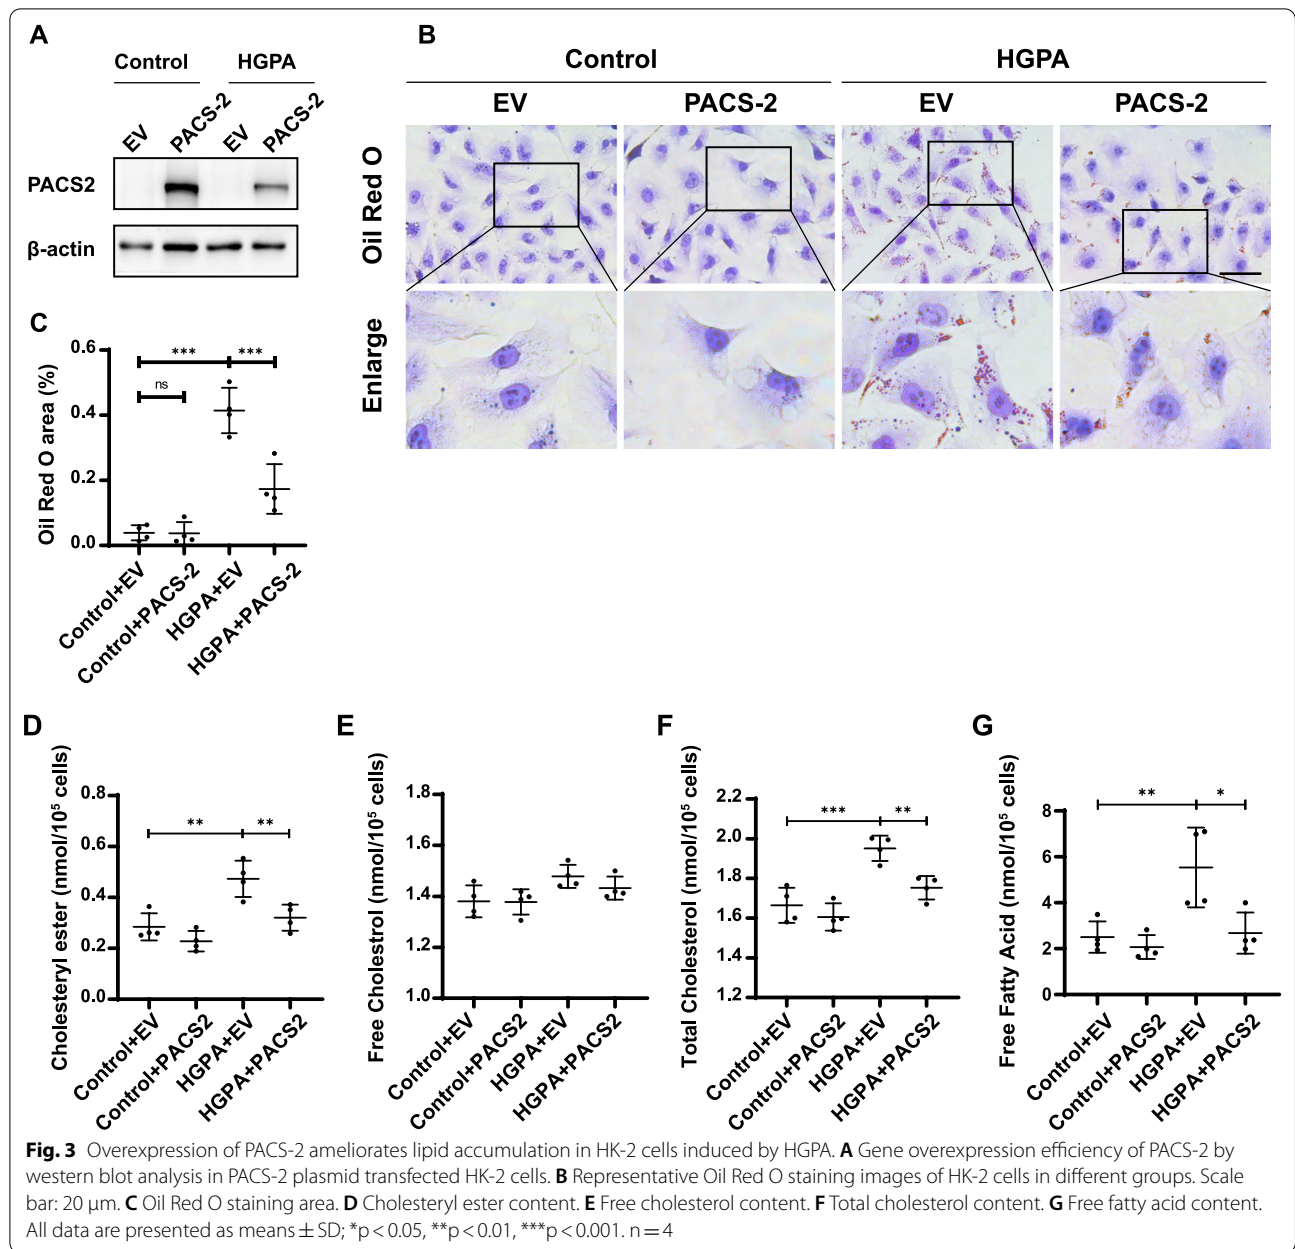 A
Control HGPA
EV PACS-2 EV PACS-2
PACS2
β-actin
B
Control HGPA
EV PACS-2 EV PACS-2
Oil Red O
Enlarge
C
Oil Red O area (%)
0.6
0.4
0.2
0.0
*** ***
ns
Control+EV
Control+PACS-2
HGPA+EV
HGPA+PACS-2
D
Cholesteryl ester (nmol/10⁵ cells)
0.8
0.6
0.4
0.2
0.0
** **
Control+EV
Control+PACS2
HGPA+EV
HGPA+PACS2
E
Free Cholestrol (nmol/10⁵ cells)
1.8
1.6
1.4
1.2
1.0
Control+EV
Control+PACS2
HGPA+EV
HGPA+PACS2
F
Total Cholesterol (nmol/10⁵ cells)
2.2
2.0
1.8
1.6
1.4
1.2
*** **
Control+EV
Control+PACS2
HGPA+EV
HGPA+PACS2
G
Free Fatty Acid (nmol/10⁵ cells)
8
6
4
2
0
** *
Control+EV
Control+PACS2
HGPA+EV
HGPA+PACS2
Fig. 3 Overexpression of PACS-2 ameliorates lipid accumulation in HK-2 cells induced by HGPA. A Gene overexpression efficiency of PACS-2 by
western blot analysis in PACS-2 plasmid transfected HK-2 cells. B Representative Oil Red O staining images of HK-2 cells in different groups. Scale
bar: 20 μm. C Oil Red O staining area. D Cholesteryl ester content. E Free cholesterol content. F Total cholesterol content. G Free fatty acid content.
All data are presented as means ± SD; *p < 0.05, **p < 0.01, ***p < 0.001. n = 4